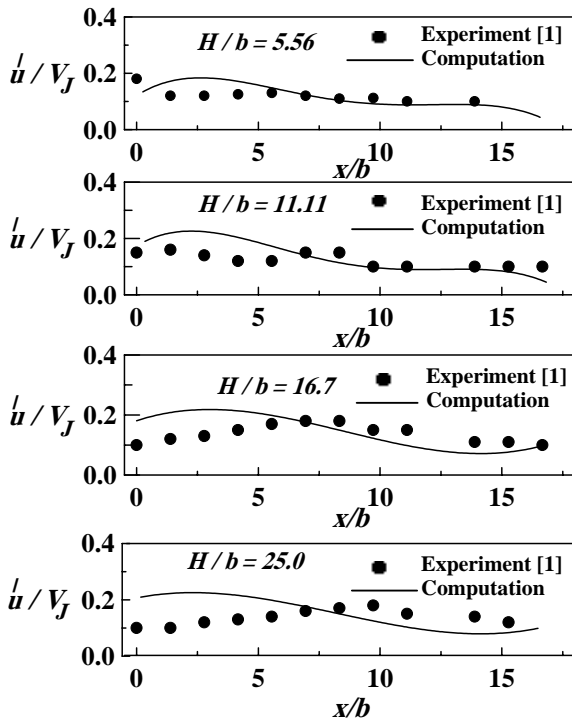 H / b = 5.56
Experiment [1]
Computation
u′ / V_J
0.4
0.2
0.0
0 5 10 15
x/b
H / b = 11.11
Experiment [1]
Computation
u′ / V_J
0.4
0.2
0.0
0 5 10 15
x/b
H / b = 16.7
Experiment [1]
Computation
u′ / V_J
0.4
0.2
0.0
0 5 10 15
x/b
H / b = 25.0
Experiment [1]
Computation
u′ / V_J
0.4
0.2
0.0
0 5 10 15
x/b